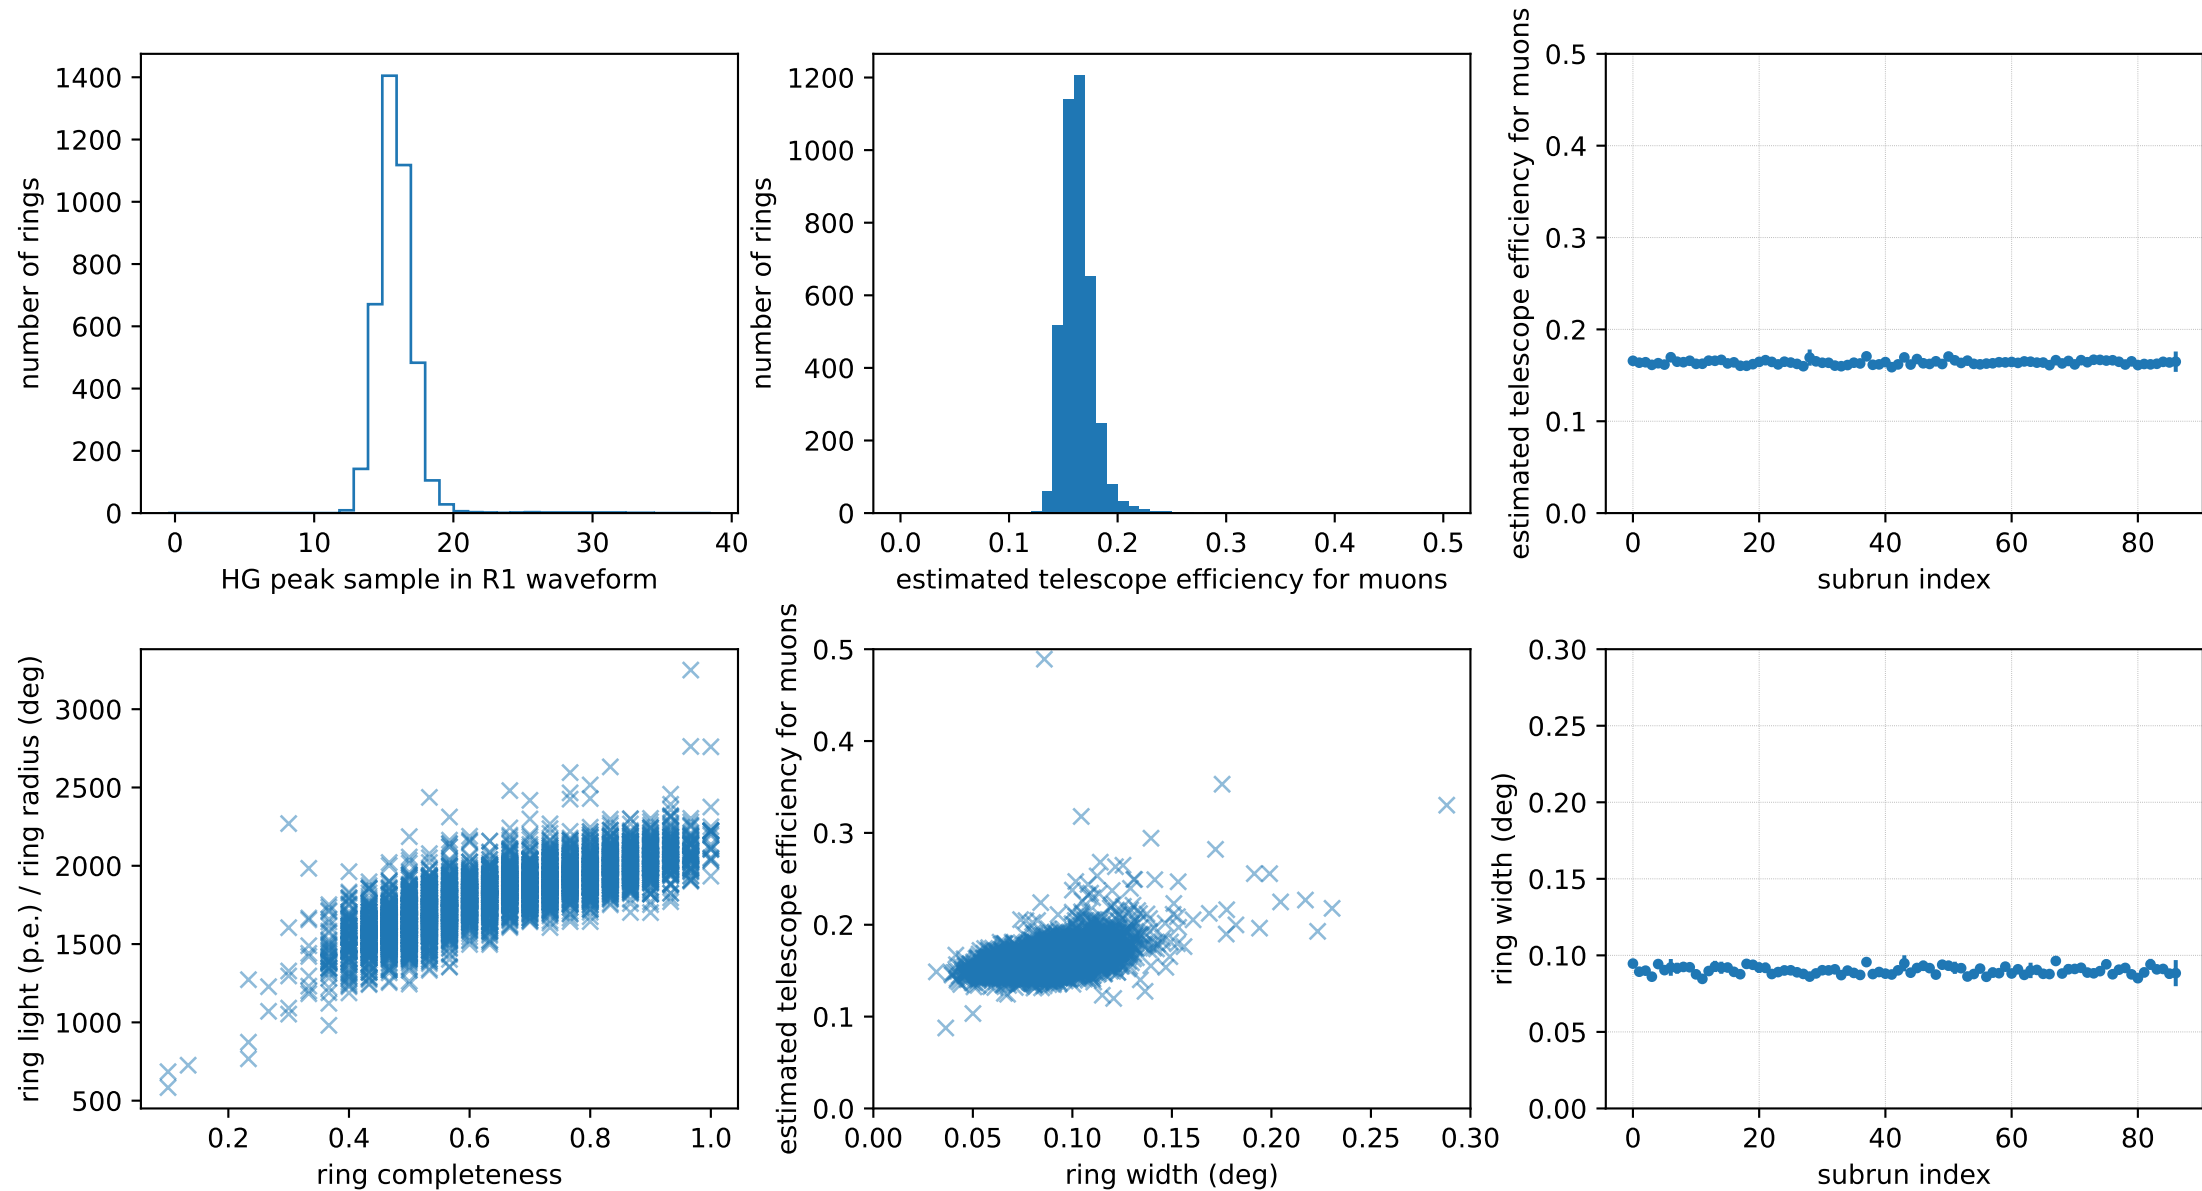 number of rings
1400
1200
1000
800
600
400
200
0
0 10 20 30 40
HG peak sample in R1 waveform
number of rings
1200
1000
800
600
400
200
0
0.0 0.1 0.2 0.3 0.4 0.5
estimated telescope efficiency for muons
estimated telescope efficiency for muons
0.5
0.4
0.3
0.2
0.1
0.0
0 20 40 60 80
subrun index
ring light (p.e.) / ring radius (deg)
3000
2500
2000
1500
1000
500
0.2 0.4 0.6 0.8 1.0
ring completeness
estimated telescope efficiency for muons
0.5
0.4
0.3
0.2
0.1
0.0
0.00 0.05 0.10 0.15 0.20 0.25 0.30
ring width (deg)
ring width (deg)
0.30
0.25
0.20
0.15
0.10
0.05
0.00
0 20 40 60 80
subrun index